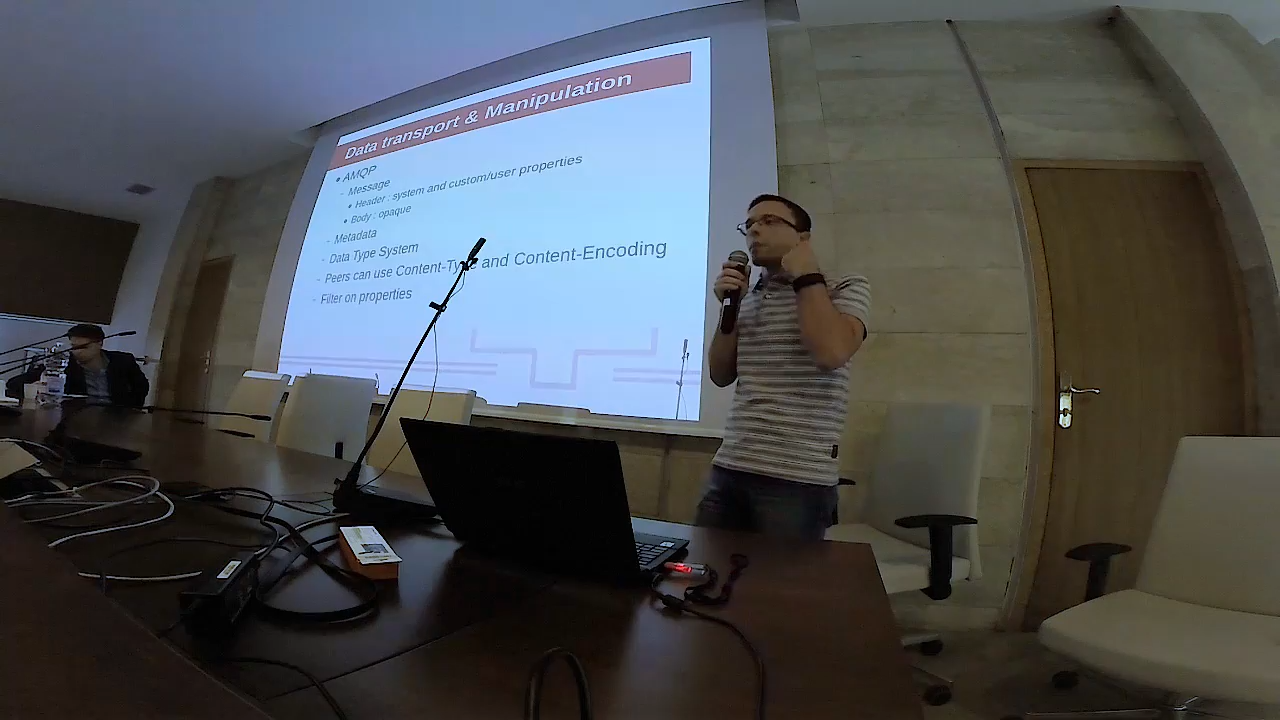 Data transport & Manipulation
• AMQP
- Message
• Header : system and custom/user properties
• Body : opaque
- Metadata
- Data Type System
- Peers can use Content-Type and Content-Encoding
- Filter on properties